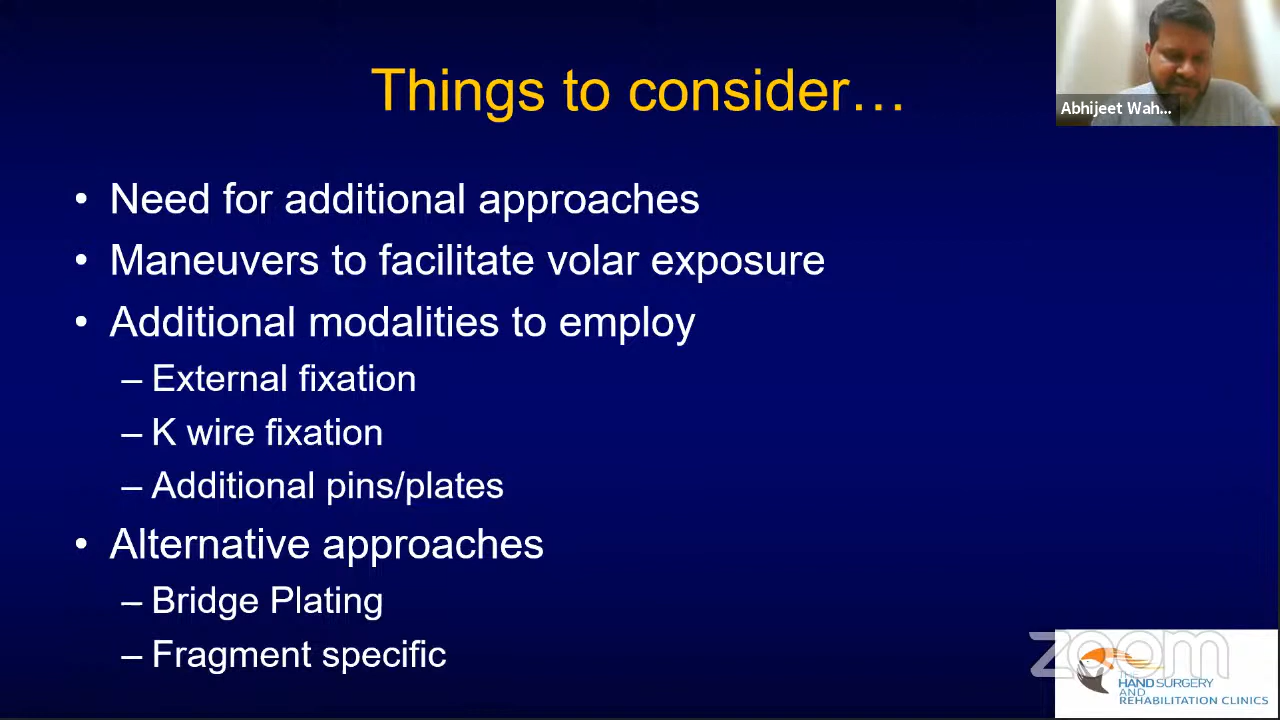 Things to consider…
Abhijeet Wah...
• Need for additional approaches
• Maneuvers to facilitate volar exposure
• Additional modalities to employ
– External fixation
– K wire fixation
– Additional pins/plates
• Alternative approaches
– Bridge Plating
– Fragment specific
zoom
THE
HAND SURGERY
AND
REHABILITATION CLINICS